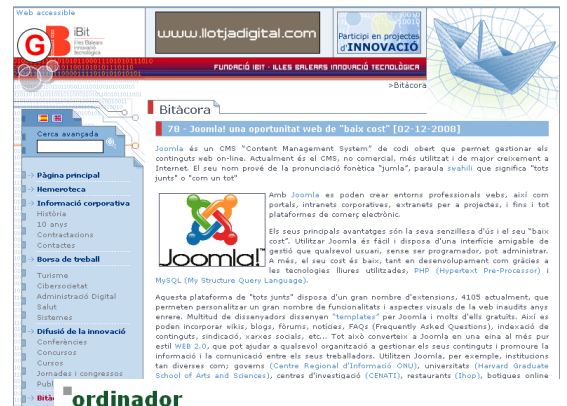 Web accessible
iBit
Illes Balears
innovació
tecnològica
www.llotjadigital.com
Participi en projectes
d'INNOVACIÓ
FUNDACIÓ IBIT - ILLES BALEARS INNOVACIÓ TECNOLÒGICA
>Bitàcora
Bitàcora
Cerca avançada
Pàgina principal
Hemeroteca
Informació corporativa
Història
10 anys
Contractacions
Contactes
Borsa de treball
Turisme
Cibersocietat
Administració Digital
Salut
Sistemes
Difusió de la innovació
Conferències
Concursos
Cursos
Jornades i congressos
Publ
Bità
78 - Joomla! una oportunitat web de "baix cost" [02-12-2008]
Joomla és un CMS "Content Management System" de codi obert que permet gestionar els
continguts web on-line. Actualment és el CMS, no comercial, més utilitzat i de major creixement a
Internet. El seu nom prové de la pronunciació fonètica "jumla", paraula swahili que significa "tots
junts" o "com un tot"
Joomla!
Amb Joomla es poden crear entorns professionals webs, així com
portals, intranets corporatives, extranets per a projectes, i fins i tot
plataformes de comerç electrònic.
Els seus principals avantatges són la seva senzillesa d'ús i el seu "baix
cost". Utilitzar Joomla és fàcil i disposa d'una interfície amigable de
gestió que qualsevol usuari, sense ser programador, pot administrar.
A més, el seu cost és baix, tant en desenvolupament com gràcies a
les tecnologies lliures utilitzades, PHP (Hypertext Pre-Processor) i
MySQL (My Structure Query Language).
Aquesta plataforma de "tots junts" disposa d'un gran nombre d'extensions, 4105 actualment, que
permeten personalitzar un gran nombre de funcionalitats i aspectes visuals de la web inaudits anys
enrere. Multitud de dissenyadors dissenyen "templates" per Joomla i molts d'ells gratuïts. Així es
poden incorporar wikis, blogs, fòrums, notícies, FAQs (Frequently Asked Questions), indexació de
continguts, sindicació, xarxes socials, etc... Tot això converteix a Joomla en una eina al més pur
estil WEB 2.0, que pot ajudar a qualsevol organització a gestionar els seus continguts i promoure la
informació i la comunicació entre els seus treballadors. Utilitzen Joomla, per exemple, institucions
tan diverses com; governs (Centre Regional d'Informació ONU), universitats (Harvard Graduate
School of Arts and Sciences), centres d'investigació (CENATI), restaurants (Ihop), botigues online
ordinador